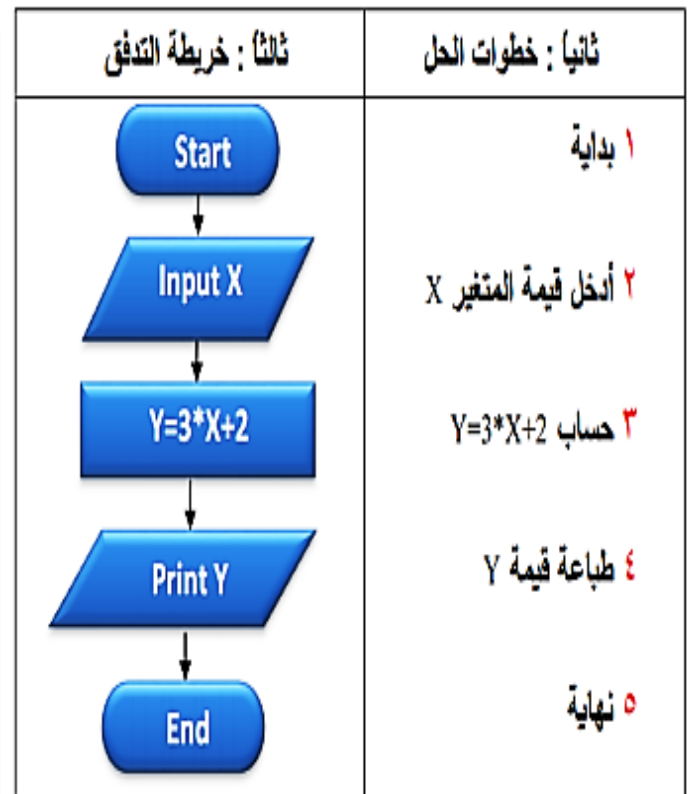 ثانياً : خطوات الحل
١ بداية
٢ أدخل قيمة المتغير X
٣ حساب Y=3*X+2
٤ طباعة قيمة Y
٥ نهاية
ثالثاً : خريطة التدفق
Start
Input X
Y=3*X+2
Print Y
End